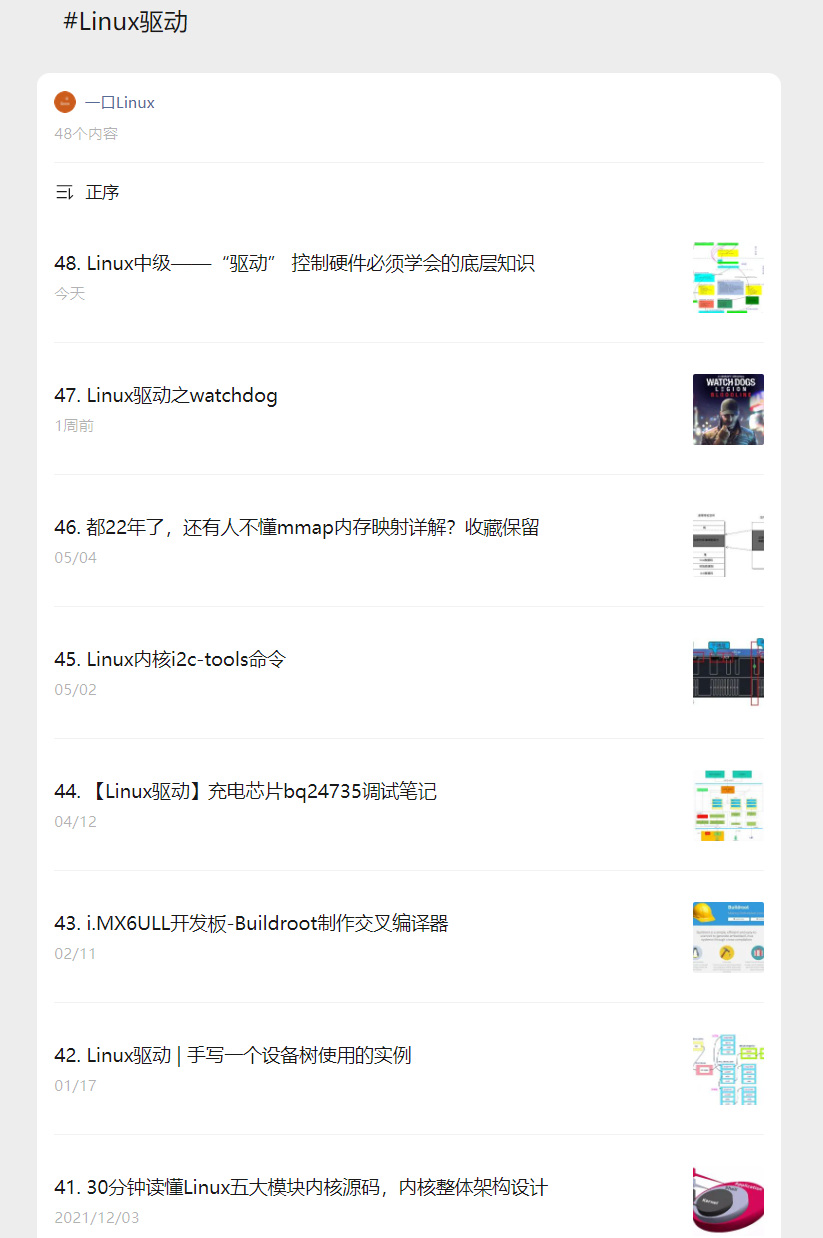 #Linux驱动
一口Linux
48个内容
正序
48. Linux中级——“驱动” 控制硬件必须学会的底层知识
今天
47. Linux驱动之watchdog
1周前
WATCH DOGS
LEGION
BLOODLINE
46. 都22年了，还有人不懂mmap内存映射详解？收藏保留
05/04
45. Linux内核i2c-tools命令
05/02
44. 【Linux驱动】充电芯片bq24735调试笔记
04/12
43. i.MX6ULL开发板-Buildroot制作交叉编译器
02/11
Buildroot
42. Linux驱动 | 手写一个设备树使用的实例
01/17
41. 30分钟读懂Linux五大模块内核源码，内核整体架构设计
2021/12/03